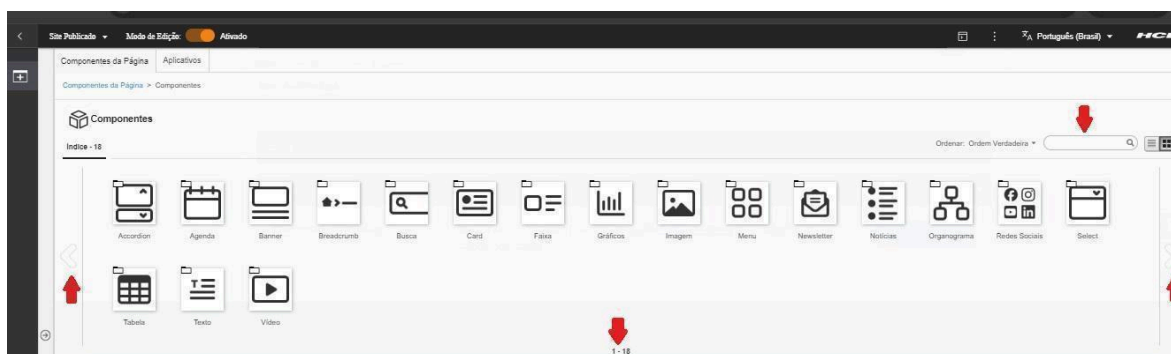 Site Publicado Modo de Edição: Ativado Português (Brasil) HCL
Componentes da Página Aplicativos
Componentes da Página > Componentes
Componentes
Indice - 18 Ordenar: Ordem Verdadeira
Accordion Agenda Banner Breadcrumb Busca Card Faixa Gráficos Imagem Menu Newsletter Notícias Organograma Redes Sociais Select
Tabela Texto Vídeo
1 - 18